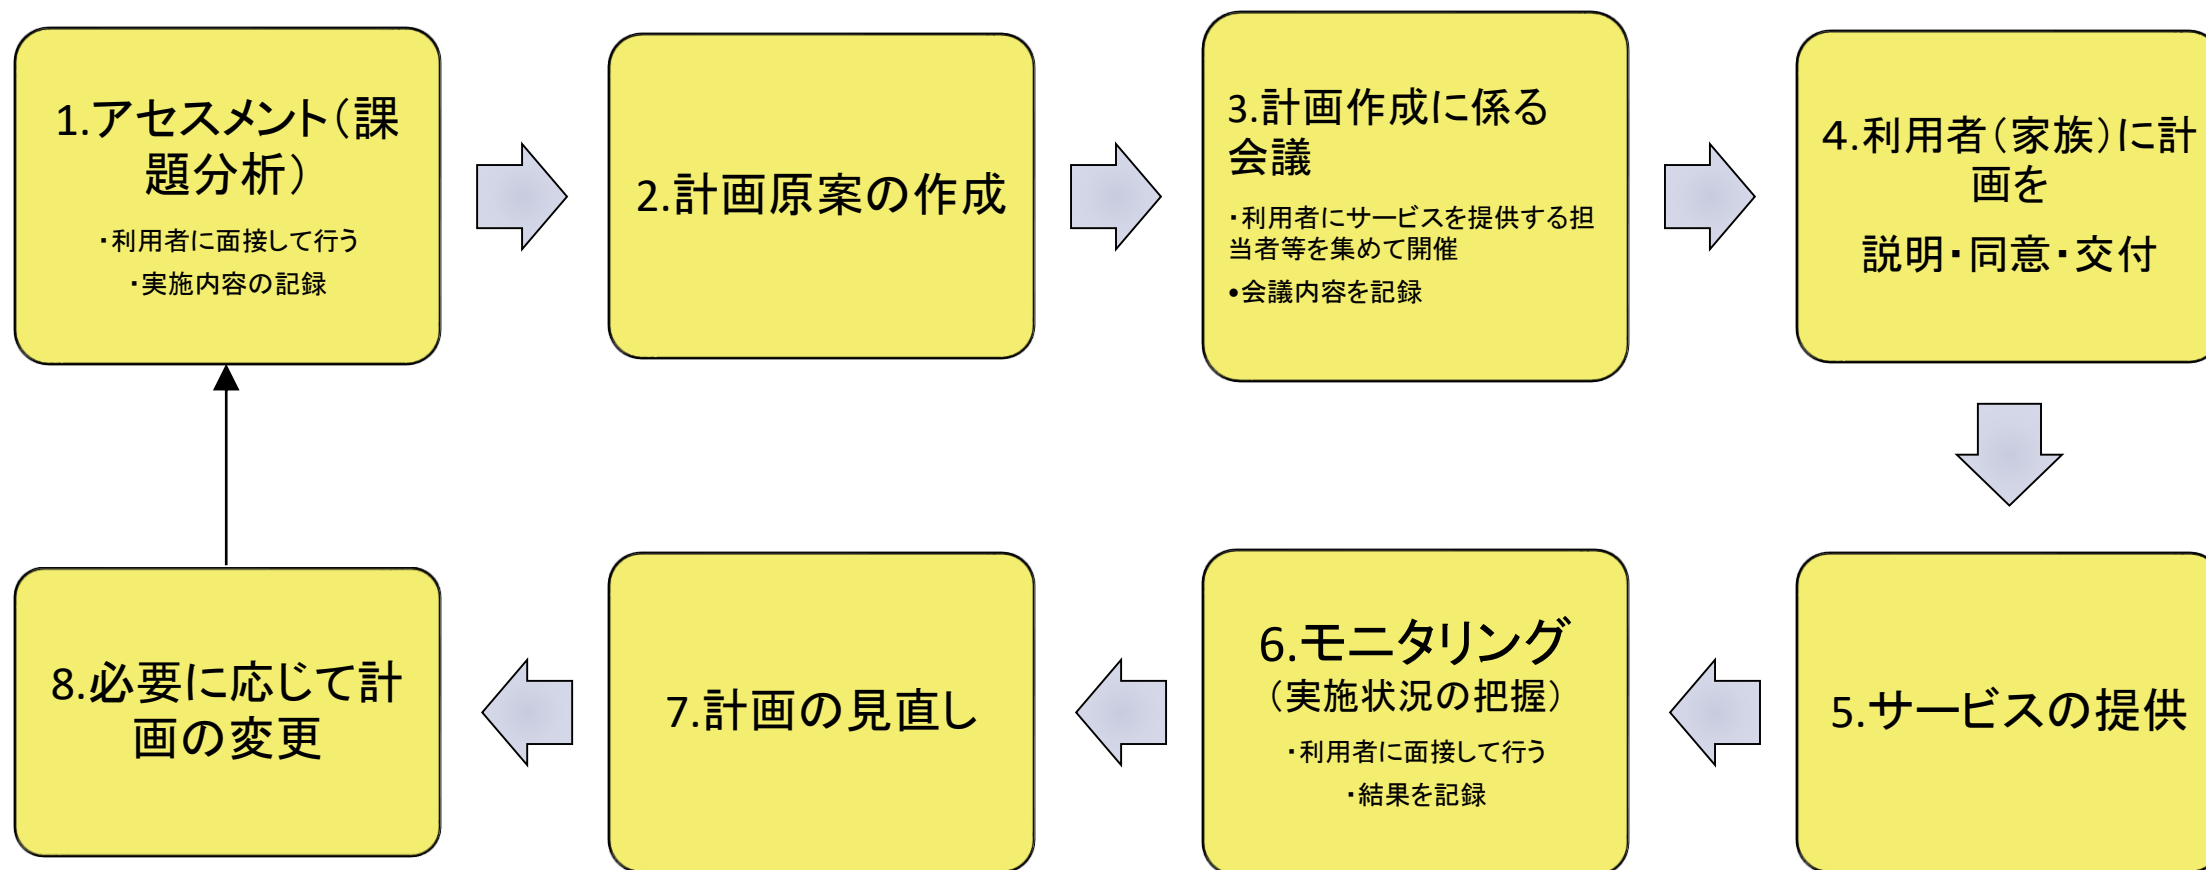 1.アセスメント（課
題分析）
・利用者に面接して行う
・実施内容の記録
2.計画原案の作成
3.計画作成に係る
会議
・利用者にサービスを提供する担
当者等を集めて開催
•会議内容を記録
４.利用者（家族）に計
画を
説明・同意・交付
5.サービスの提供
6.モニタリング
（実施状況の把握）
・利用者に面接して行う
・結果を記録
7.計画の見直し
8.必要に応じて計
画の変更